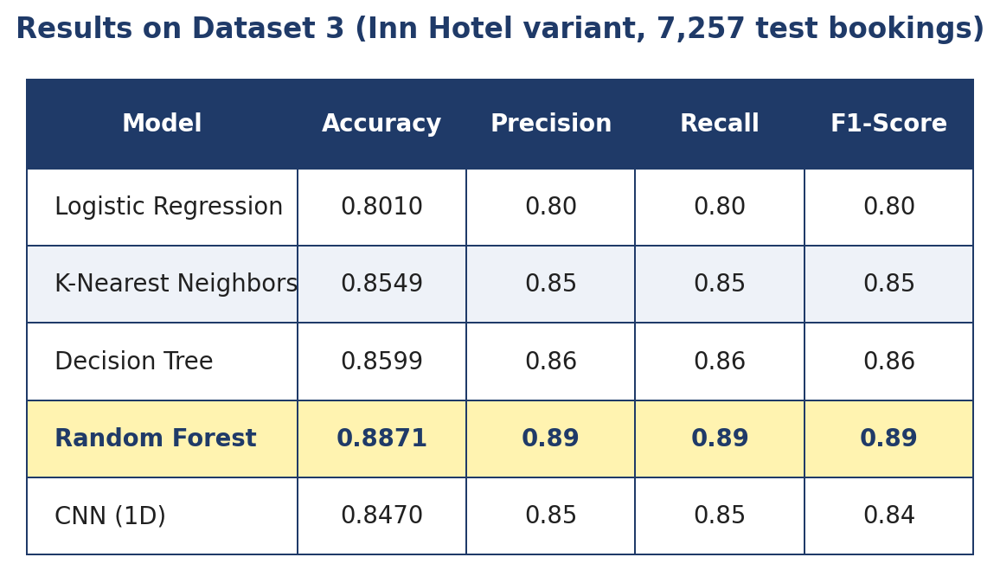 Results on Dataset 3 (Inn Hotel variant, 7,257 test bookings)
Model Accuracy Precision Recall F1-Score
Logistic Regression 0.8010 0.80 0.80 0.80
K-Nearest Neighbors 0.8549 0.85 0.85 0.85
Decision Tree 0.8599 0.86 0.86 0.86
Random Forest 0.8871 0.89 0.89 0.89
CNN (1D) 0.8470 0.85 0.85 0.84